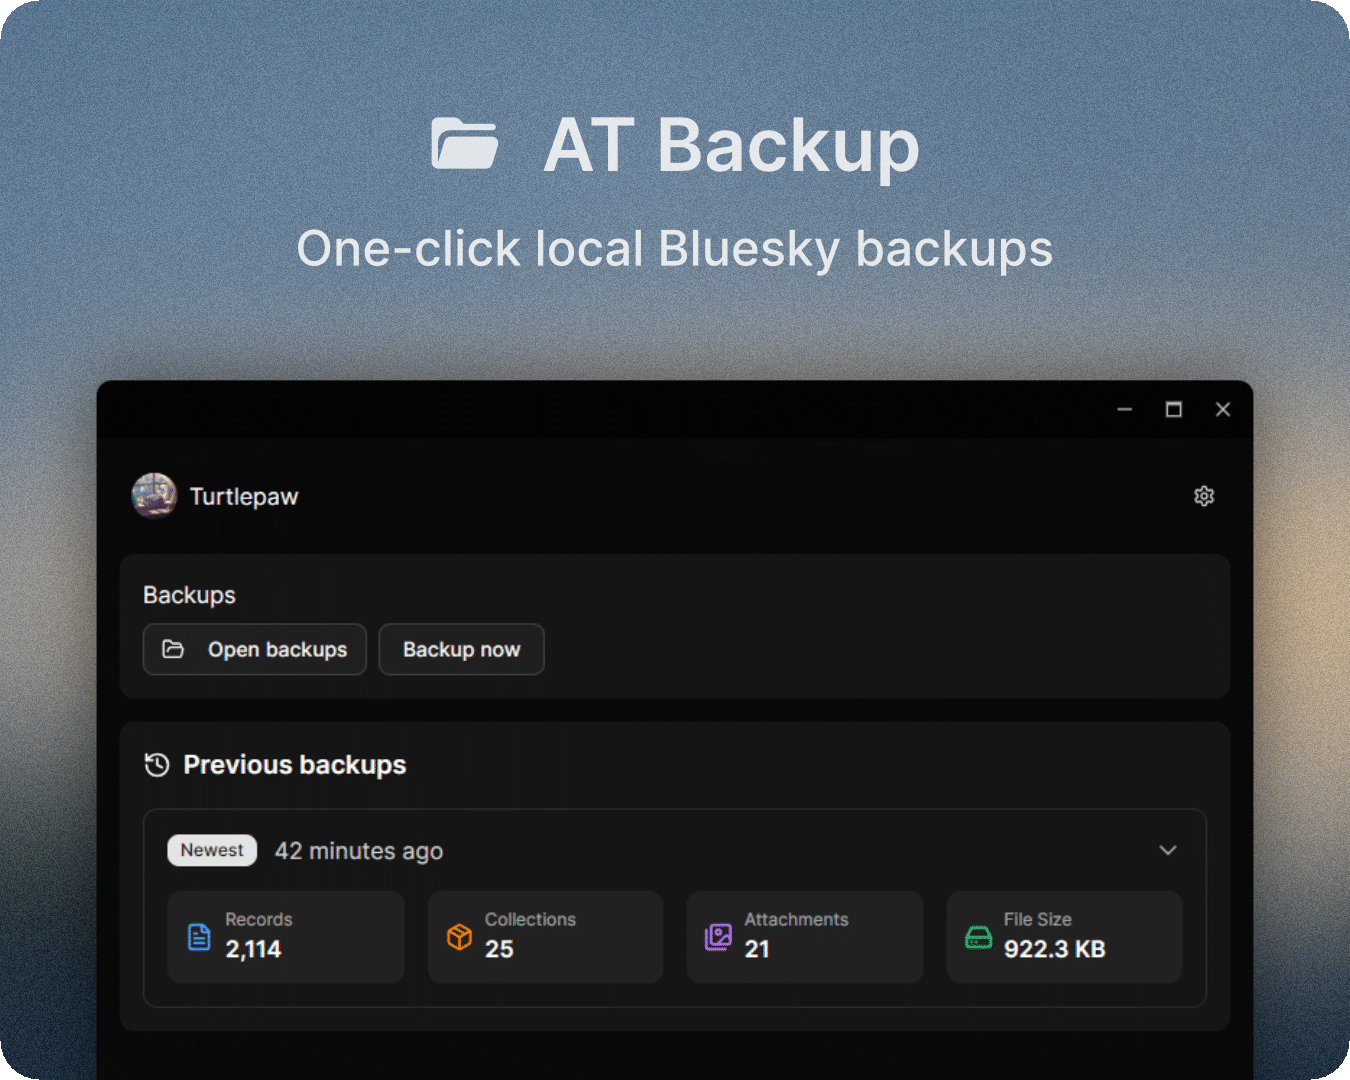 AT Backup
One-click local Bluesky backups
Turtlepaw
Backups
Open backups
Backup now
Previous backups
Newest 42 minutes ago
Records
2,114
Collections
25
Attachments
21
File Size
922.3 KB